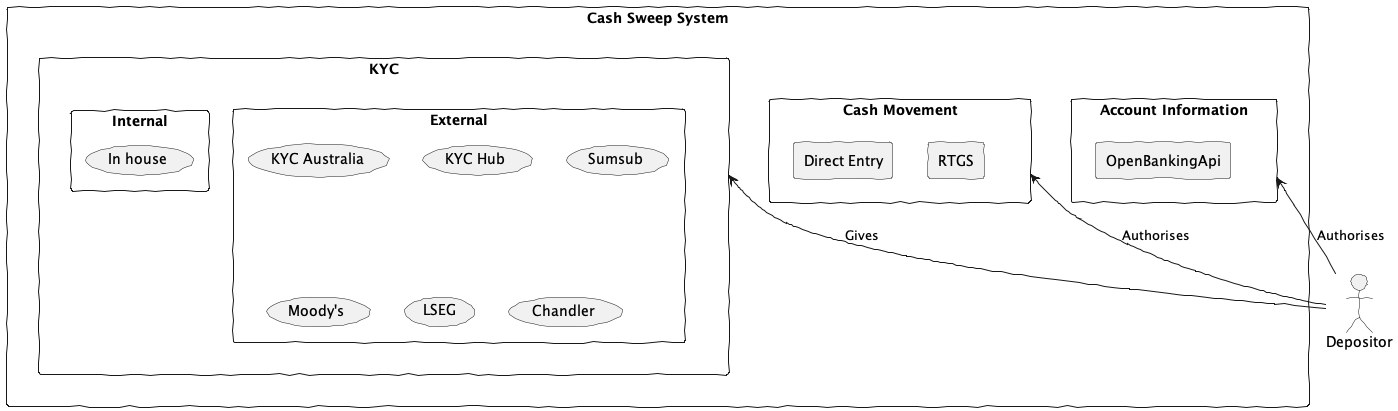 Cash Sweep System
KYC
Internal
In house
External
KYC Australia
KYC Hub
Sumsub
Moody's
LSEG
Chandler
Cash Movement
Direct Entry
RTGS
Account Information
OpenBankingApi
Gives
Authorises
Authorises
Depositor